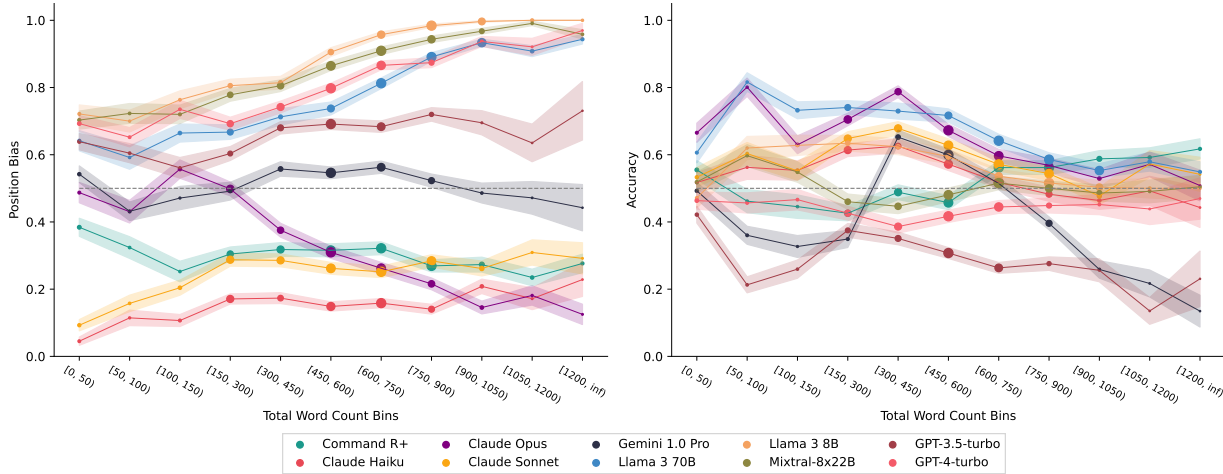 Position Bias
1.0
0.8
0.6
0.4
0.2
0.0
[0, 50)
[50, 100)
[100, 150)
[150, 300)
[300, 450)
[450, 600)
[600, 750)
[750, 900)
[900, 1050)
[1050, 1200)
[1200, inf)
Total Word Count Bins
Accuracy
1.0
0.8
0.6
0.4
0.2
0.0
[0, 50)
[50, 100)
[100, 150)
[150, 300)
[300, 450)
[450, 600)
[600, 750)
[750, 900)
[900, 1050)
[1050, 1200)
[1200, inf)
Total Word Count Bins
Command R+
Claude Opus
Gemini 1.0 Pro
Llama 3 8B
GPT-3.5-turbo
Claude Haiku
Claude Sonnet
Llama 3 70B
Mixtral-8x22B
GPT-4-turbo